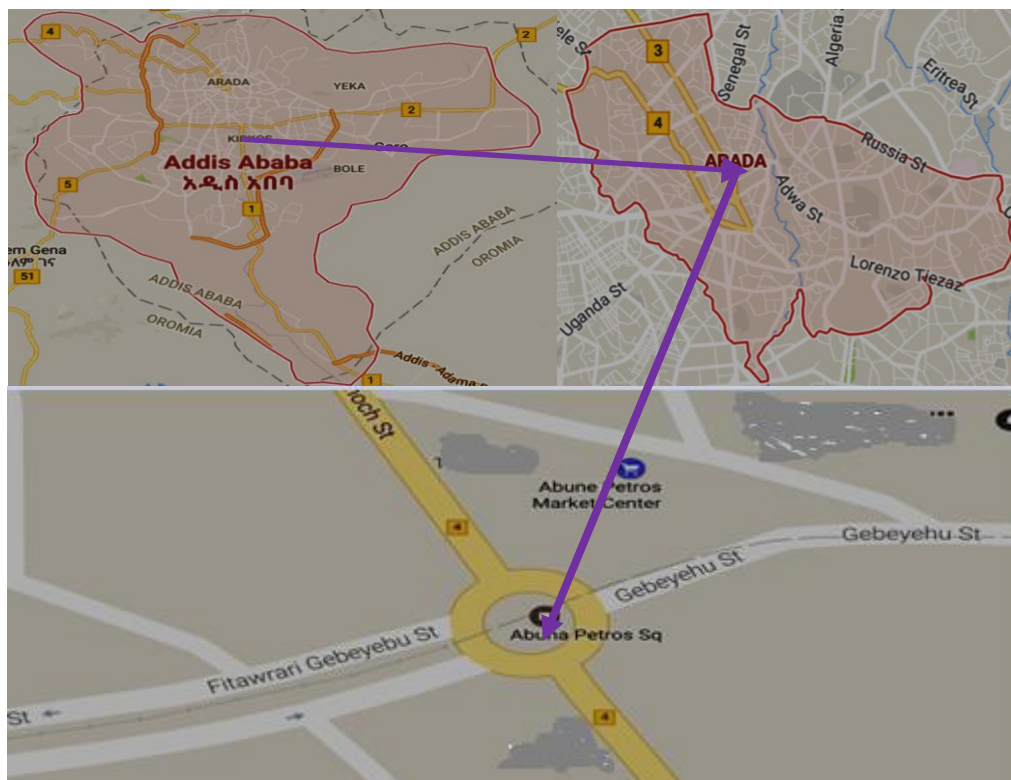 4
2
ARADA
YEKA
2
KIRKOS
Addis Ababa
አዲስ አበባ
BOLE
5
1
ADDIS ABABA
OROMIA
51
ADDIS ABABA
OROMIA
1
3
4
Senegal St
Algeria
Eritrea St
Russia St
ARADA
Adwa St
Lorenzo Tiezaz
Uganda St
4
Abune Petros
Market Center
Gebeyehu St
Gebeyehu St
Abuna Petros Sq
Fitawrari Gebeyebu St
St
4